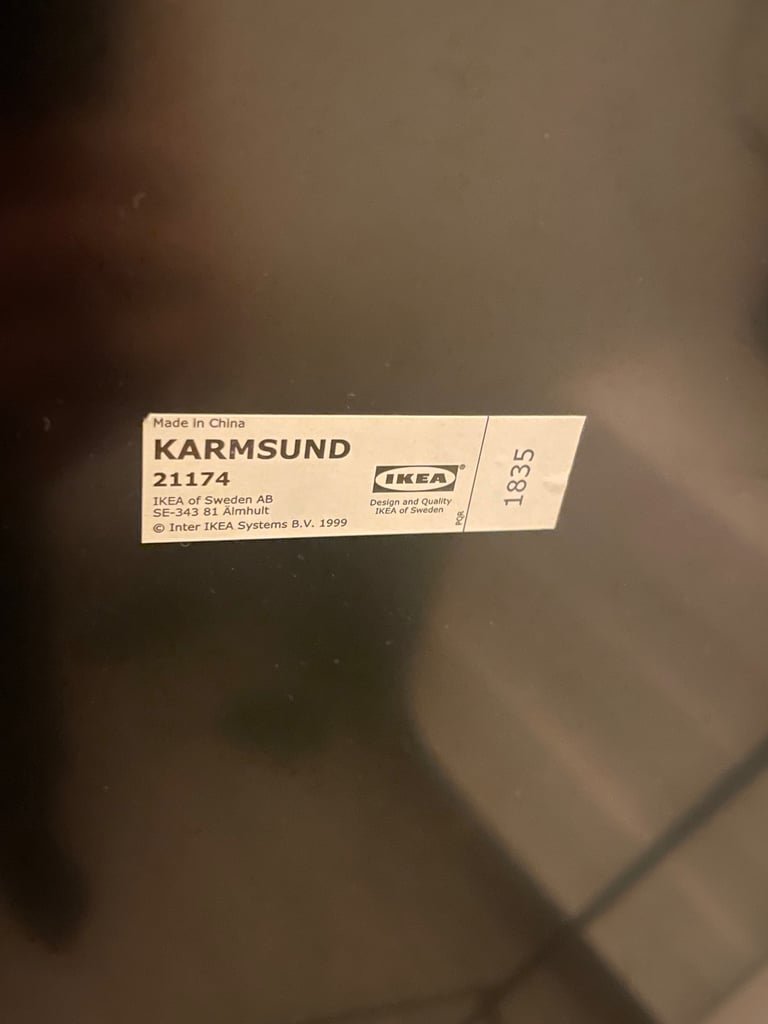 Made in China
KARMSUND
21174
IKEA of Sweden AB
SE-343 81 Älmhult
© Inter IKEA Systems B.V. 1999
IKEA®
Design and Quality
IKEA of Sweden
PQR
1835